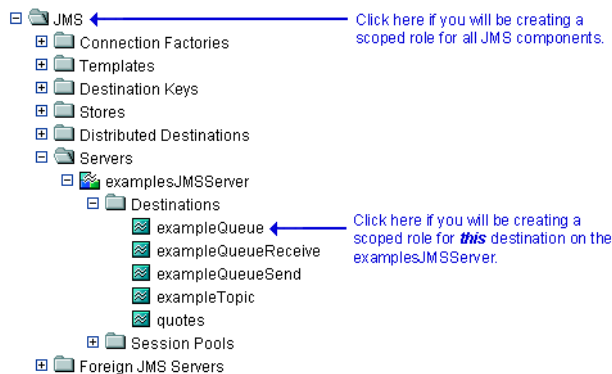 JMS
Click here if you will be creating a
scoped role for all JMS components.
Connection Factories
Templates
Destination Keys
Stores
Distributed Destinations
Servers
examplesJMSServer
Destinations
exampleQueue
Click here if you will be creating a
scoped role for this destination on the
examplesJMSServer.
exampleQueueReceive
exampleQueueSend
exampleTopic
quotes
Session Pools
Foreign JMS Servers